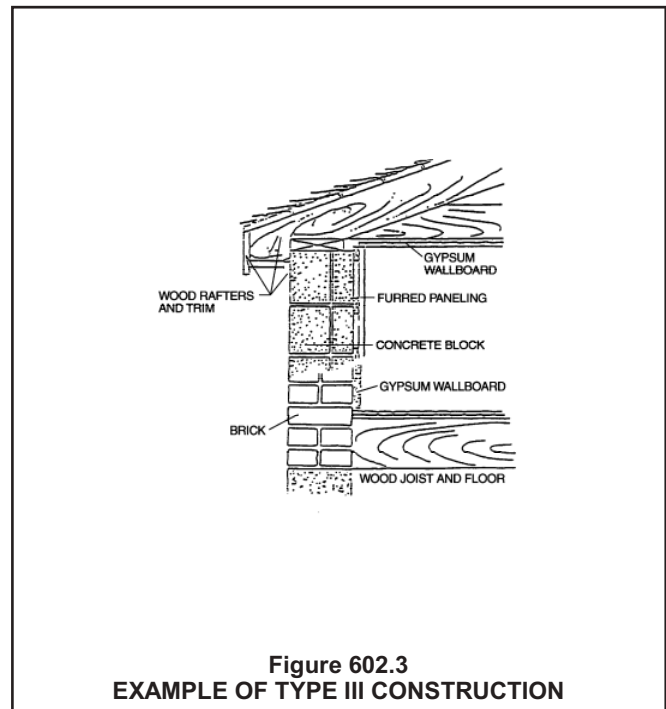 GYPSUM
WALLBOARD
WOOD RAFTERS
AND TRIM
FURRED PANELING
CONCRETE BLOCK
GYPSUM WALLBOARD
BRICK
WOOD JOIST AND FLOOR
Figure 602.3
EXAMPLE OF TYPE III CONSTRUCTION